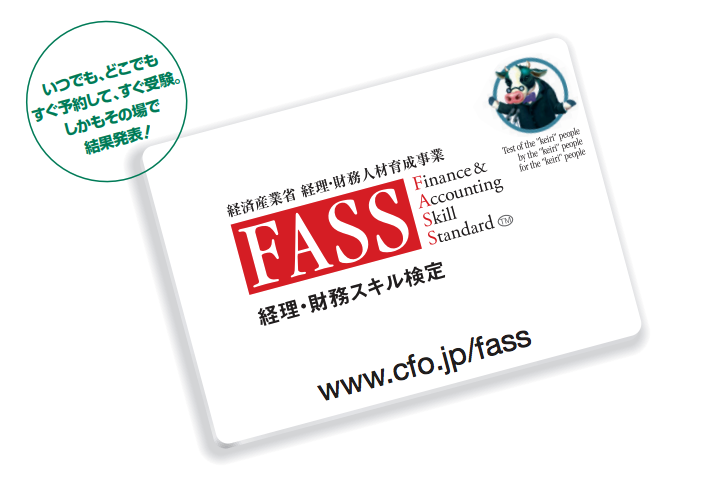 いつでも、どこでも
すぐ予約して、すぐ受験。
しかもその場で
結果発表！
Test of the "keiri" people
by the "keiri" people
for the "keiri" people
経済産業省 経理・財務人材育成事業
FASS
Finance &
Accounting
Skill
Standard TM
経理・財務スキル検定
www.cfo.jp/fass